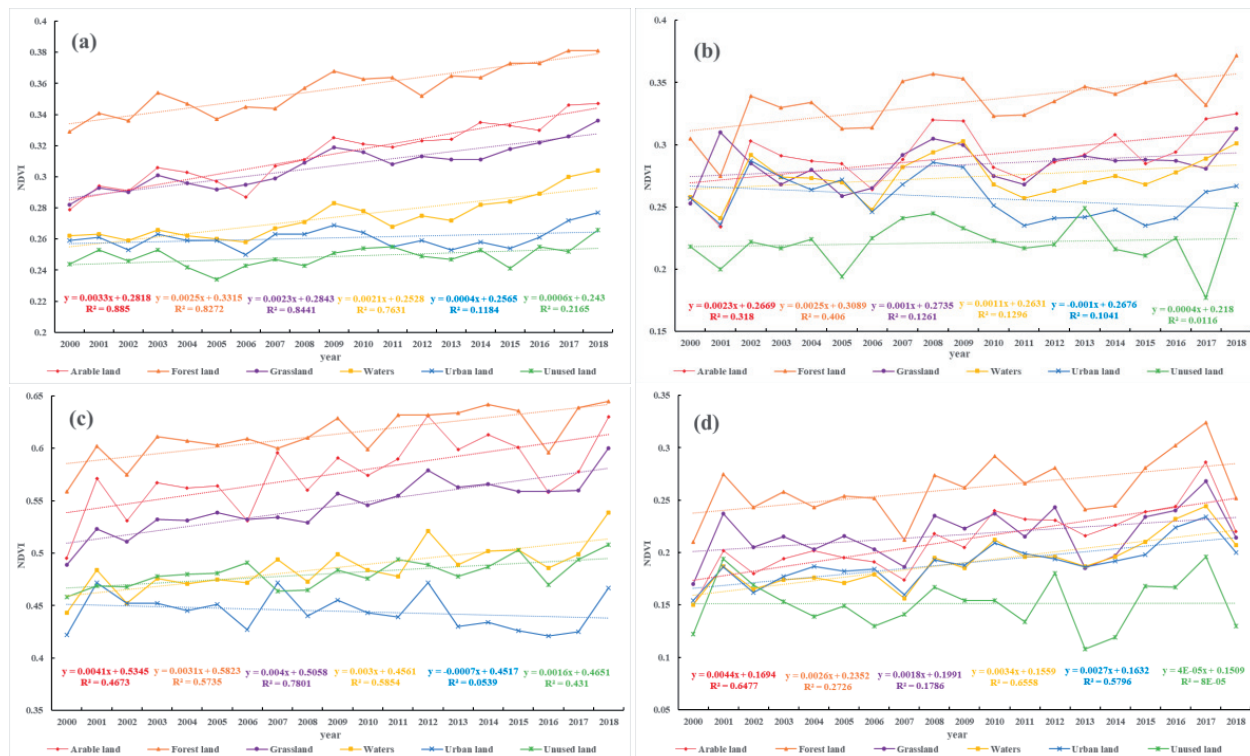 (a)
NDVI
0.4
0.38
0.36
0.34
0.32
0.3
0.28
0.26
0.24
0.22
0.2
y = 0.0033x + 0.2818 y = 0.0025x + 0.3315 y = 0.0023x + 0.2843 y = 0.0021x + 0.2528 y = 0.0004x + 0.2565 y = 0.0006x + 0.243
R² = 0.885 R² = 0.8272 R² = 0.8441 R² = 0.7631 R² = 0.1184 R² = 0.2165
2000 2001 2002 2003 2004 2005 2006 2007 2008 2009 2010 2011 2012 2013 2014 2015 2016 2017 2018
year
Arable land Forest land Grassland Waters Urban land Unused land
(b)
NDVI
0.4
0.35
0.3
0.25
0.2
0.15
y = 0.0023x + 0.2669 y = 0.0025x + 0.3089 y = 0.001x + 0.2735 y = 0.0011x + 0.2631 y = -0.001x + 0.2676 y = 0.0004x + 0.218
R² = 0.318 R² = 0.406 R² = 0.1261 R² = 0.1296 R² = 0.1041 R² = 0.0116
2000 2001 2002 2003 2004 2005 2006 2007 2008 2009 2010 2011 2012 2013 2014 2015 2016 2017 2018
year
Arable land Forest land Grassland Waters Urban land Unused land
(c)
NDVI
0.65
0.6
0.55
0.5
0.45
0.4
0.35
y = 0.0041x + 0.5345 y = 0.0031x + 0.5823 y = 0.004x + 0.5058 y = 0.003x + 0.4561 y = -0.0007x + 0.4517 y = 0.0016x + 0.4651
R² = 0.4673 R² = 0.5735 R² = 0.7801 R² = 0.5854 R² = 0.0539 R² = 0.431
2000 2001 2002 2003 2004 2005 2006 2007 2008 2009 2010 2011 2012 2013 2014 2015 2016 2017 2018
year
Arable land Forest land Grassland Waters Urban land Unused land
(d)
NDVI
0.4
0.35
0.3
0.25
0.2
0.15
0.1
0.05
y = 0.0044x + 0.1694 y = 0.0026x + 0.2352 y = 0.0018x + 0.1991 y = 0.0034x + 0.1559 y = 0.0027x + 0.1632 y = 4E-05x + 0.1509
R² = 0.6477 R² = 0.2726 R² = 0.1786 R² = 0.6558 R² = 0.5796 R² = 8E-05
2000 2001 2002 2003 2004 2005 2006 2007 2008 2009 2010 2011 2012 2013 2014 2015 2016 2017 2018
year
Arable land Forest land Grassland Waters Urban land Unused land